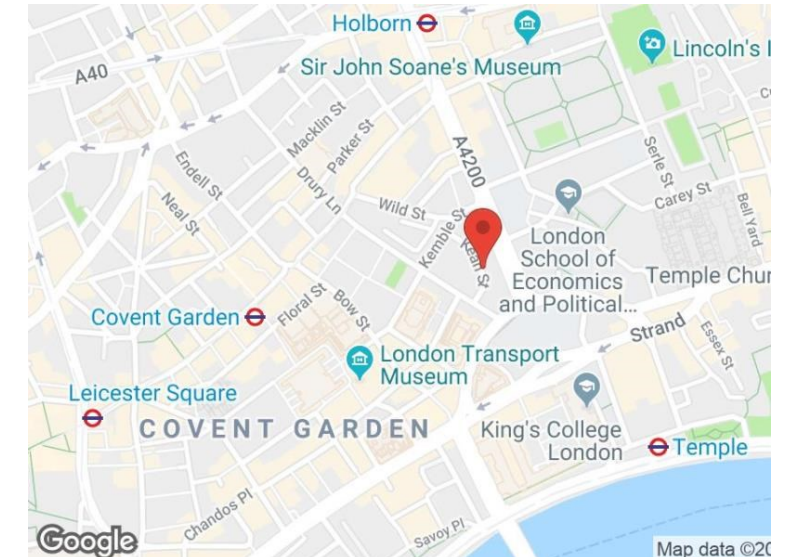 Holborn
Lincoln's I
Sir John Soane's Museum
A40
Macklin St
Parker St
A4200
Endell St
Drury Ln
Serle St
Carey St
Neal St
Wild St
Kemble St
Kean St
Bell Yard
London
School of
Economics
and Political...
Temple Chur
Floral St
Bow St
Covent Garden
Strand
Essex St
London Transport
Museum
Leicester Square
COVENT GARDEN
King's College
London
Temple
Chandos Pl
Savoy Pl
Google
Map data ©20